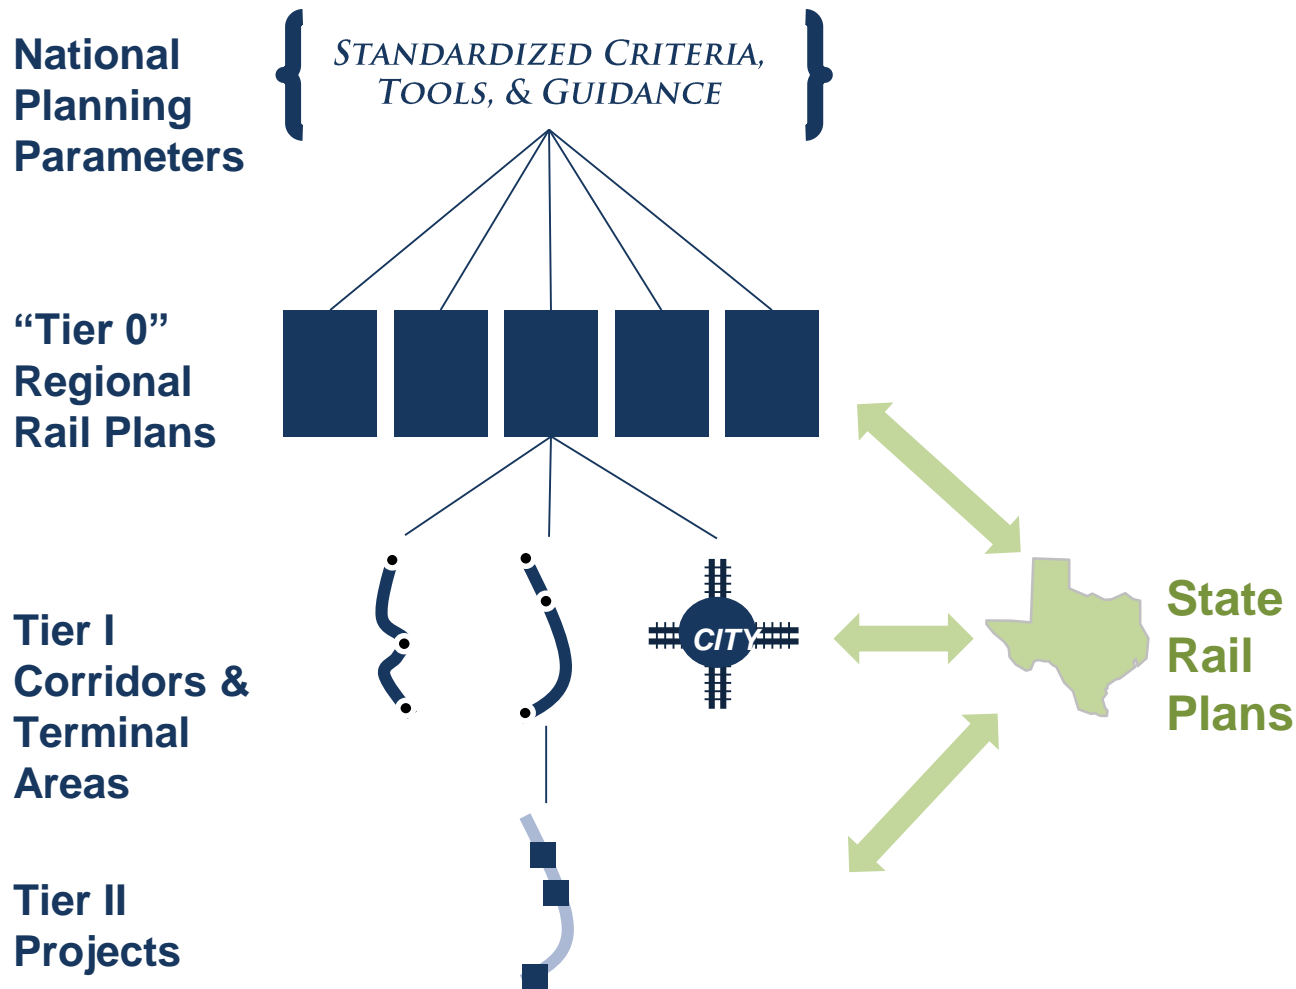 National
Planning
Parameters
STANDARDIZED CRITERIA,
TOOLS, & GUIDANCE
“Tier 0”
Regional
Rail Plans
Tier I
Corridors &
Terminal
Areas
CITY
State
Rail
Plans
Tier II
Projects